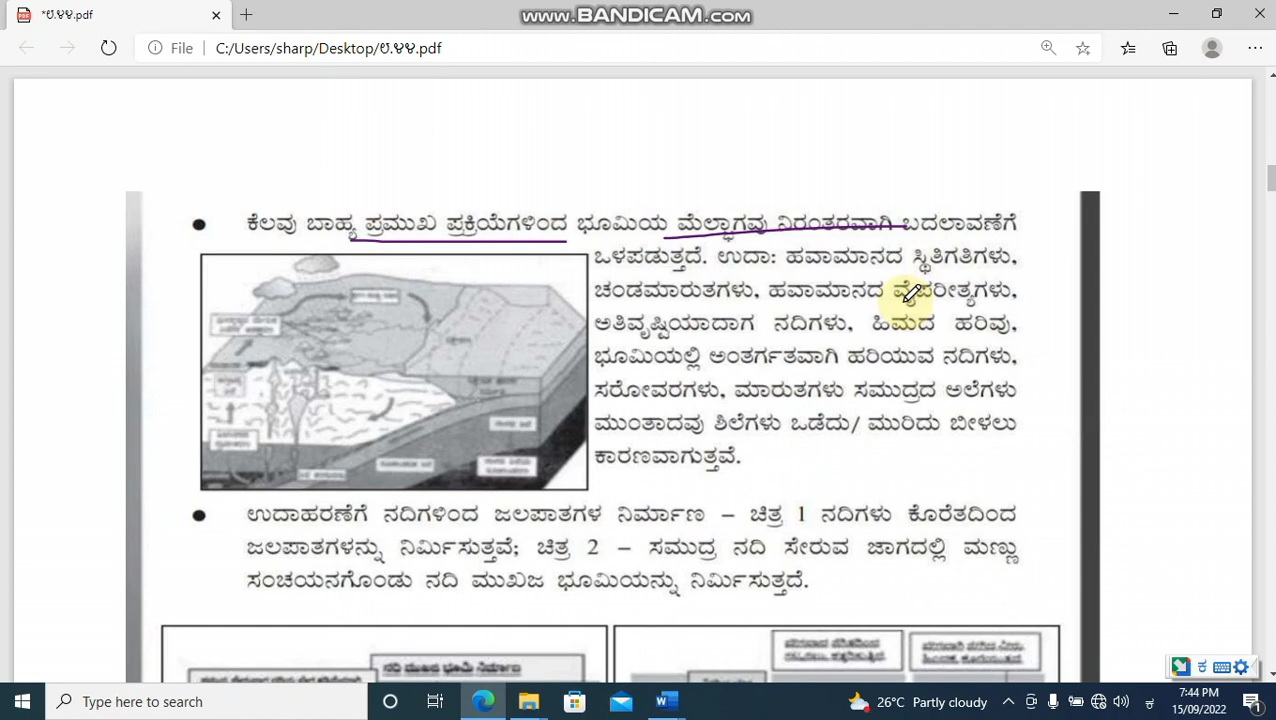 www.BANDICAM.com
File
C:/Users/sharp/Desktop/
ಕೆಲವು ಬಾಹ್ಯ ಪ್ರಮುಖ ಪ್ರಕ್ರಿಯೆಗಳಿಂದ ಭೂಮಿಯ ಮೆಲ್ಭಾಗವು ನಿರಂತರವಾಗಿ ಬದಲಾವಣೆಗೆ
ಒಳಪಡುತ್ತದೆ. ಉದಾ: ಹವಾಮಾನದ ಸ್ಥಿತಿಗತಿಗಳು,
ಚಂಡಮಾರುತಗಳು, ಹವಾಮಾನದ ವೈಪರೀತ್ಯಗಳು,
ಅತಿವೃಷ್ಟಿಯಾದಾಗ ನದಿಗಳು, ಹಿಮದ ಹರಿವು,
ಭೂಮಿಯಲ್ಲಿ ಅಂತರ್ಗತವಾಗಿ ಹರಿಯುವ ನದಿಗಳು,
ಸರೋವರಗಳು, ಮಾರುತಗಳು ಸಮುದ್ರದ ಅಲೆಗಳು
ಮುಂತಾದವು ಶಿಲೆಗಳು ಒಡೆದು/ ಮುರಿದು ಬೀಳಲು
ಕಾರಣವಾಗುತ್ತವೆ.
ಉದಾಹರಣೆಗೆ ನದಿಗಳಿಂದ ಜಲಪಾತಗಳ ನಿರ್ಮಾಣ – ಚಿತ್ರ 1 ನದಿಗಳು ಕೊರೆತದಿಂದ
ಜಲಪಾತಗಳನ್ನು ನಿರ್ಮಿಸುತ್ತವೆ; ಚಿತ್ರ 2 – ಸಮುದ್ರ ನದಿ ಸೇರುವ ಜಾಗದಲ್ಲಿ ಮಣ್ಣು
ಸಂಚಯನಗೊಂಡು ನದಿ ಮುಖಜ ಭೂಮಿಯನ್ನು ನಿರ್ಮಿಸುತ್ತದೆ.
ನದಿ ಮುಖಜ ಭೂಮಿ ನಿರ್ಮಾಣ
Type here to search
26°C Partly cloudy
7:44 PM
15/09/2022